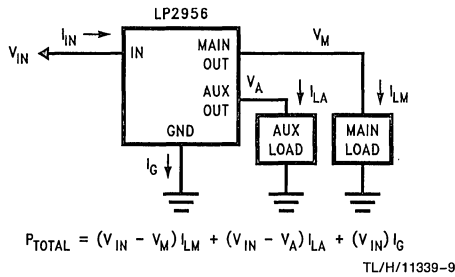 LP2956
I_IN
V_IN
IN
MAIN
OUT
V_M
AUX
OUT
V_A
I_LA
I_LM
GND
I_G
AUX
LOAD
MAIN
LOAD
P_TOTAL = (V_IN − V_M) I_LM + (V_IN − V_A) I_LA + (V_IN) I_G
TL/H/11339–9